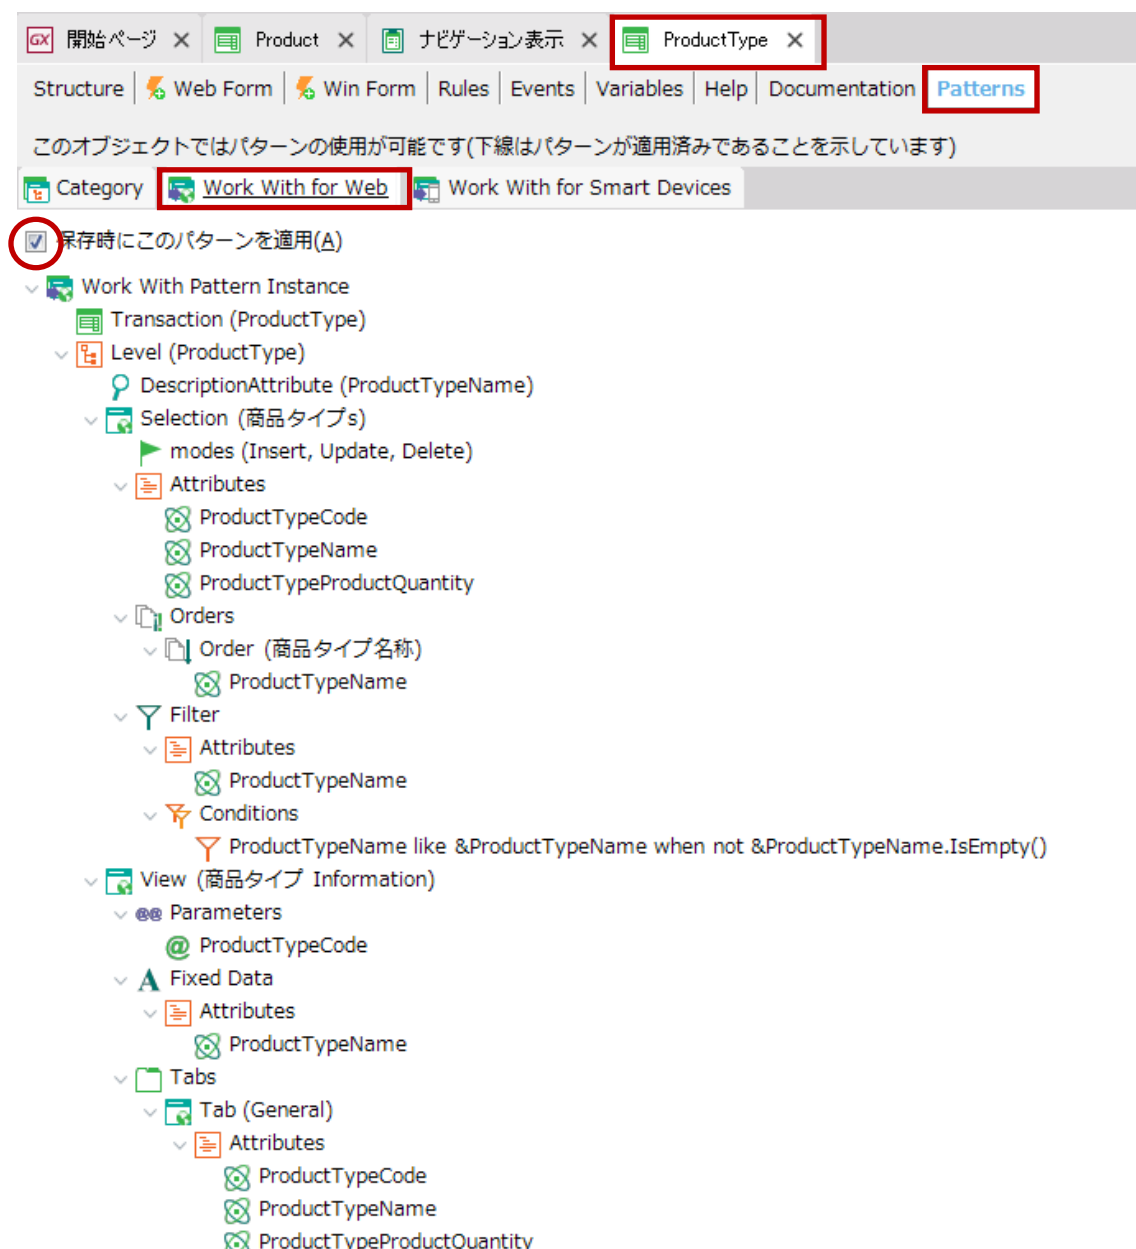 GX 開始ページ Product ナビゲーション表示 ProductType
Structure Web Form Win Form Rules Events Variables Help Documentation Patterns
このオブジェクトではパターンの使用が可能です(下線はパターンが適用済みであることを示しています)
Category Work With for Web Work With for Smart Devices
保存時にこのパターンを適用(A)
Work With Pattern Instance
Transaction (ProductType)
Level (ProductType)
DescriptionAttribute (ProductTypeName)
Selection (商品タイプs)
modes (Insert, Update, Delete)
Attributes
ProductTypeCode
ProductTypeName
ProductTypeProductQuantity
Orders
Order (商品タイプ名称)
ProductTypeName
Filter
Attributes
ProductTypeName
Conditions
ProductTypeName like &ProductTypeName when not &ProductTypeName.IsEmpty()
View (商品タイプ Information)
Parameters
ProductTypeCode
Fixed Data
Attributes
ProductTypeName
Tabs
Tab (General)
Attributes
ProductTypeCode
ProductTypeName
ProductTypeProductQuantity